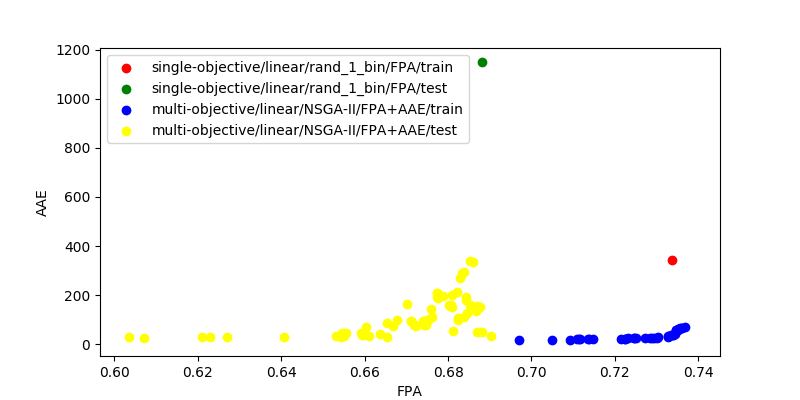 1200
1000
800
600
400
200
0
AAE
single-objective/linear/rand_1_bin/FPA/train
single-objective/linear/rand_1_bin/FPA/test
multi-objective/linear/NSGA-II/FPA+AAE/train
multi-objective/linear/NSGA-II/FPA+AAE/test
0.60 0.62 0.64 0.66 0.68 0.70 0.72 0.74
FPA